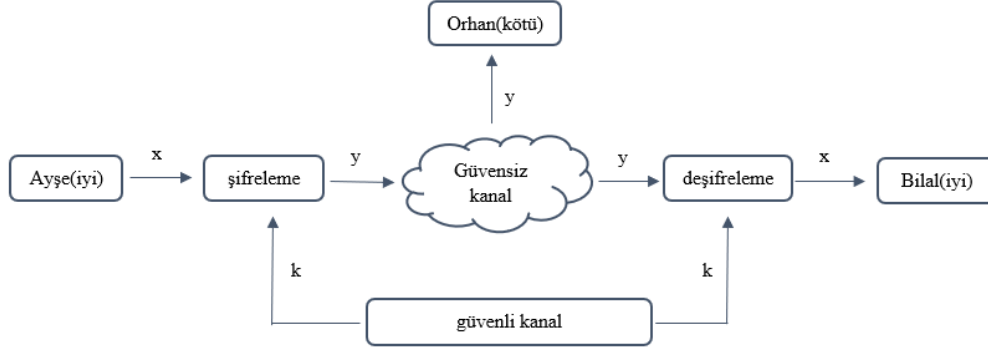 Orhan(kötü)
y
x
y
y
x
Ayşe(iyi)
şifreleme
Güvensiz
kanal
deşifreleme
Bilal(iyi)
k
k
güvenli kanal